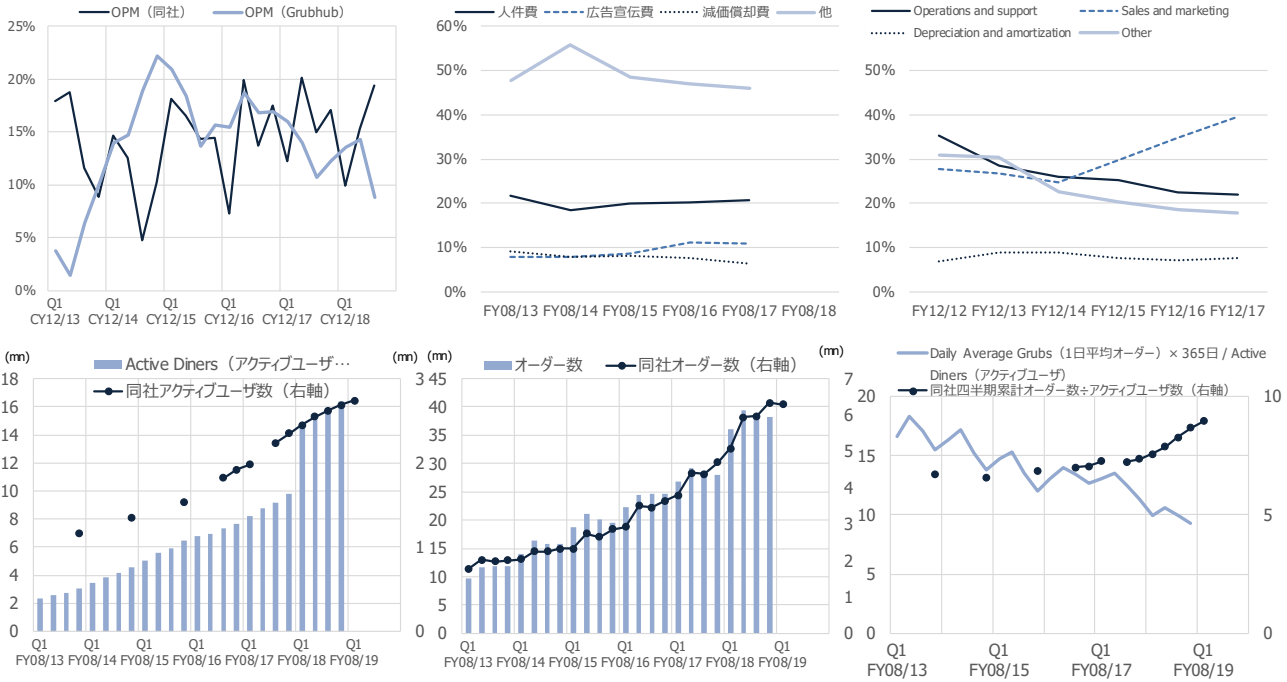 OPM（同社） OPM（Grubhub）
25%
20%
15%
10%
5%
0%
Q1 Q1 Q1 Q1 Q1 Q1
CY12/13 CY12/14 CY12/15 CY12/16 CY12/17 CY12/18
人件費 広告宣伝費 減価償却費 他
60%
50%
40%
30%
20%
10%
0%
FY08/13 FY08/14 FY08/15 FY08/16 FY08/17 FY08/18
Operations and support Sales and marketing
Depreciation and amortization Other
50%
40%
30%
20%
10%
0%
FY12/12 FY12/13 FY12/14 FY12/15 FY12/16 FY12/17
(mn) (mn)
Active Diners（アクティブユーザ…
同社アクティブユーザ数（右軸）
18 3
16
14
12 2
10
8
6 1
4
2
0 0
Q1 Q1 Q1 Q1 Q1 Q1 Q1
FY08/13 FY08/14 FY08/15 FY08/16 FY08/17 FY08/18 FY08/19
(mn) (mn)
オーダー数 同社オーダー数（右軸）
45 7
40 6
35
30 5
25 4
20 3
15
10 2
5 1
0 0
Q1 Q1 Q1 Q1 Q1 Q1 Q1
FY08/13 FY08/14 FY08/15 FY08/16 FY08/17 FY08/18 FY08/19
Daily Average Grubs（1日平均オーダー）× 365日 / Active
Diners（アクティブユーザ）
同社四半期累計オーダー数÷アクティブユーザ数（右軸）
20 10
15
10 5
5
0 0
Q1 Q1 Q1 Q1
FY08/13 FY08/15 FY08/17 FY08/19